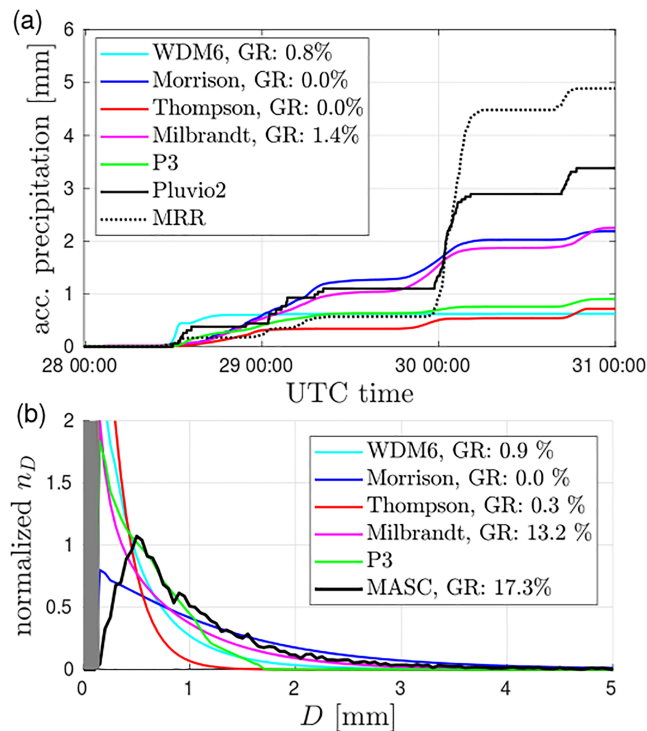 (a)
6
5
4
3
2
1
0
acc. precipitation [mm]
WDM6, GR: 0.8%
Morrison, GR: 0.0%
Thompson, GR: 0.0%
Milbrandt, GR: 1.4%
P3
Pluvio2
MRR
28 00:00 29 00:00 30 00:00 31 00:00
UTC time
(b)
2
1.5
1
0.5
0
normalized n_D
WDM6, GR: 0.9 %
Morrison, GR: 0.0 %
Thompson, GR: 0.3 %
Milbrandt, GR: 13.2 %
P3
MASC, GR: 17.3%
0 1 2 3 4 5
D [mm]